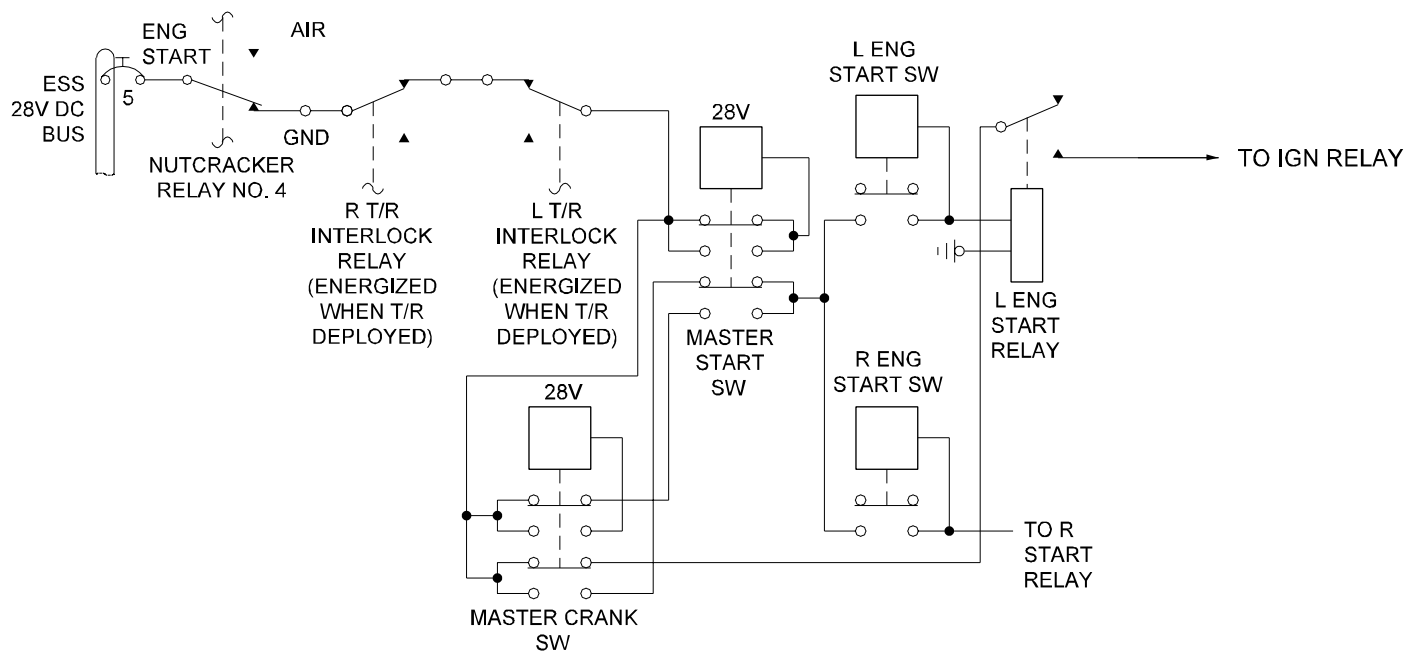 ENG
START
AIR
ESS
28V DC
BUS
5
GND
NUTCRACKER
RELAY NO. 4
R T/R
INTERLOCK
RELAY
(ENERGIZED
WHEN T/R
DEPLOYED)
L T/R
INTERLOCK
RELAY
(ENERGIZED
WHEN T/R
DEPLOYED)
28V
MASTER
START
SW
L ENG
START SW
TO IGN RELAY
L ENG
START
RELAY
R ENG
START SW
28V
MASTER CRANK
SW
TO R
START
RELAY